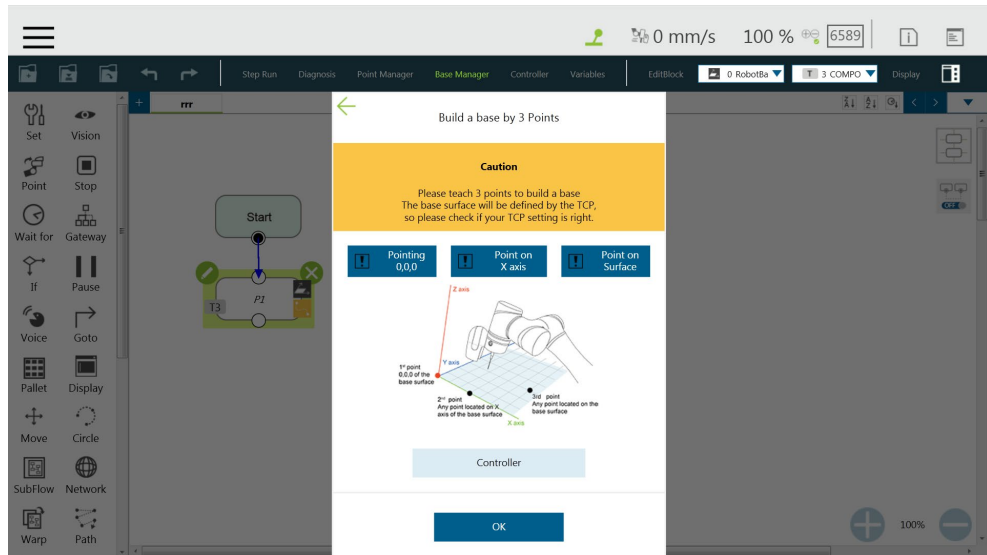 0 mm/s 100 % 6589
Step Run Diagnosis Point Manager Base Manager Controller Variables EditBlock 0 RobotBa T 3 COMPO Display
+ rrr
Set Vision
Point Stop
Wait for Gateway
If Pause
Voice Goto
Pallet Display
Move Circle
SubFlow Network
Warp Path
Start
P1
T3
Build a base by 3 Points
Caution
Please teach 3 points to build a base
The base surface will be defined by the TCP,
so please check if your TCP setting is right.
Pointing
0,0,0
Point on
X axis
Point on
Surface
Z axis
Y axis
1st point
0,0,0 of the
base surface
2nd point
Any point located on X
axis of the base surface
3rd point
Any point located on the
base surface
X axis
Controller
OK
OFF
100%